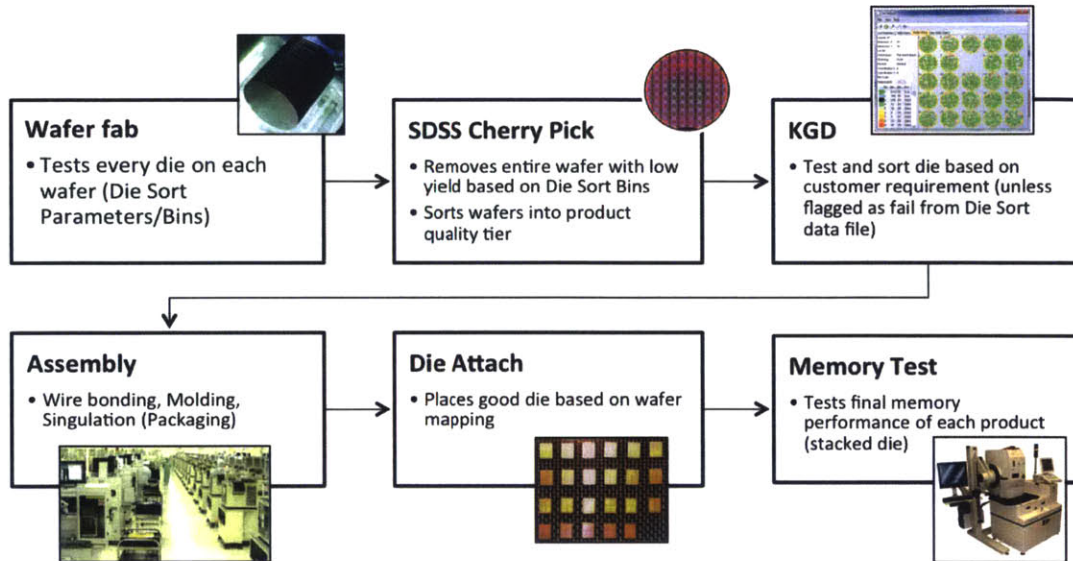 Wafer fab
• Tests every die on each
wafer (Die Sort
Parameters/Bins)
SDSS Cherry Pick
• Removes entire wafer with low
yield based on Die Sort Bins
• Sorts wafers into product
quality tier
KGD
• Test and sort die based on
customer requirement (unless
flagged as fail from Die Sort
data file)
Assembly
• Wire bonding, Molding,
Singulation (Packaging)
Die Attach
• Places good die based on wafer
mapping
Memory Test
• Tests final memory
performance of each product
(stacked die)